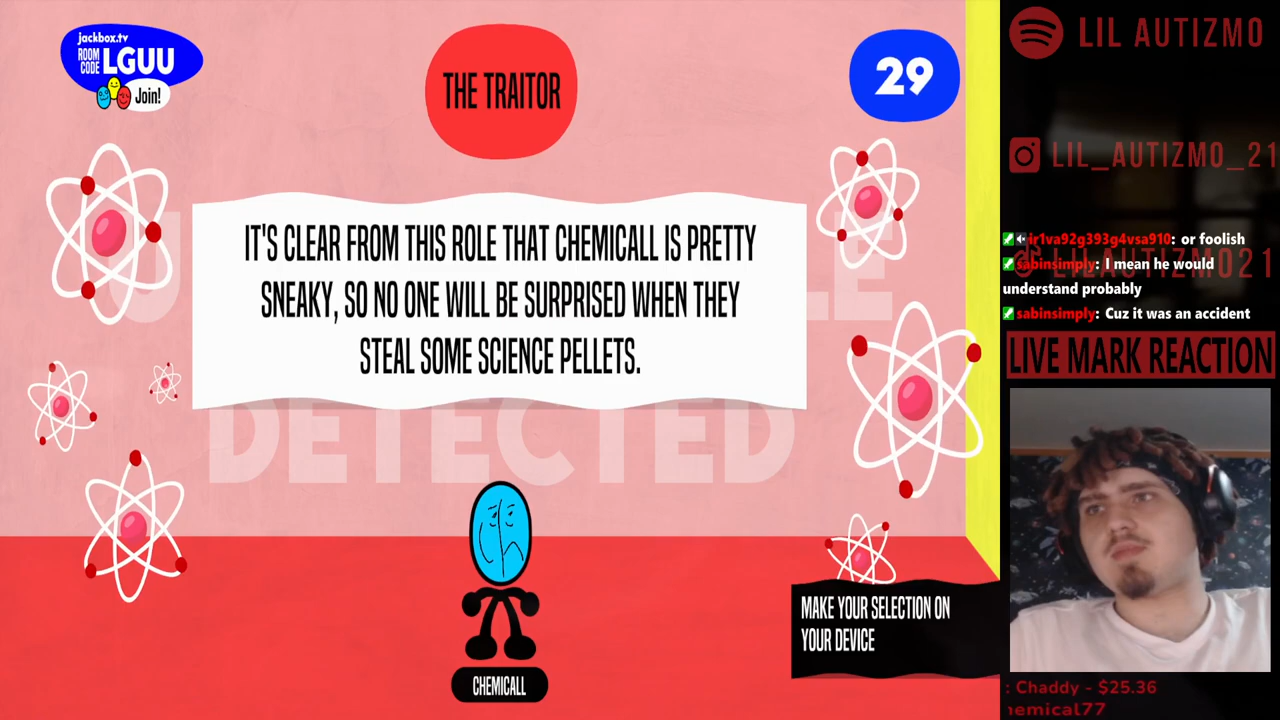 jackbox.tv
ROOM
CODE
LGUU
Join!
THE TRAITOR
29
IT'S CLEAR FROM THIS ROLE THAT CHEMICALL IS PRETTY
SNEAKY, SO NO ONE WILL BE SURPRISED WHEN THEY
STEAL SOME SCIENCE PELLETS.
DETECTED
CHEMICALL
MAKE YOUR SELECTION ON
YOUR DEVICE
LIL AUTIZMO
LIL_AUTIZMO_21
LILAUTIZMO21
ir1va92g393g4vsa910: or foolish
sabinsimply: I mean he would
understand probably
sabinsimply: Cuz it was an accident
LIVE MARK REACTION
: Chaddy - $25.36
hemical77